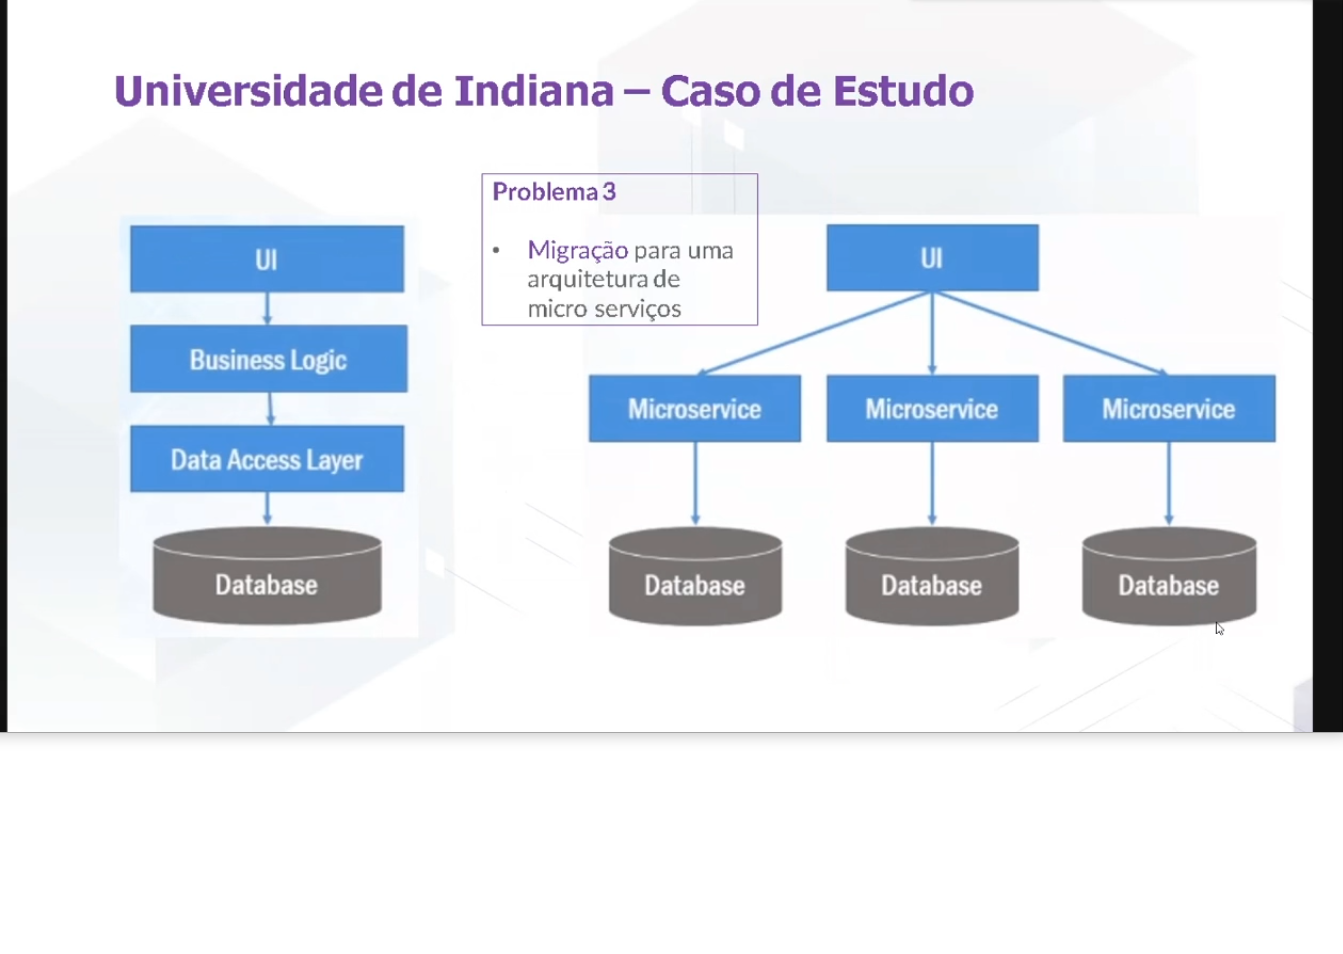 Universidade de Indiana – Caso de Estudo
Problema 3
• Migração para uma
arquitetura de
micro serviços
UI
Business Logic
Data Access Layer
Database
UI
Microservice
Microservice
Microservice
Database
Database
Database